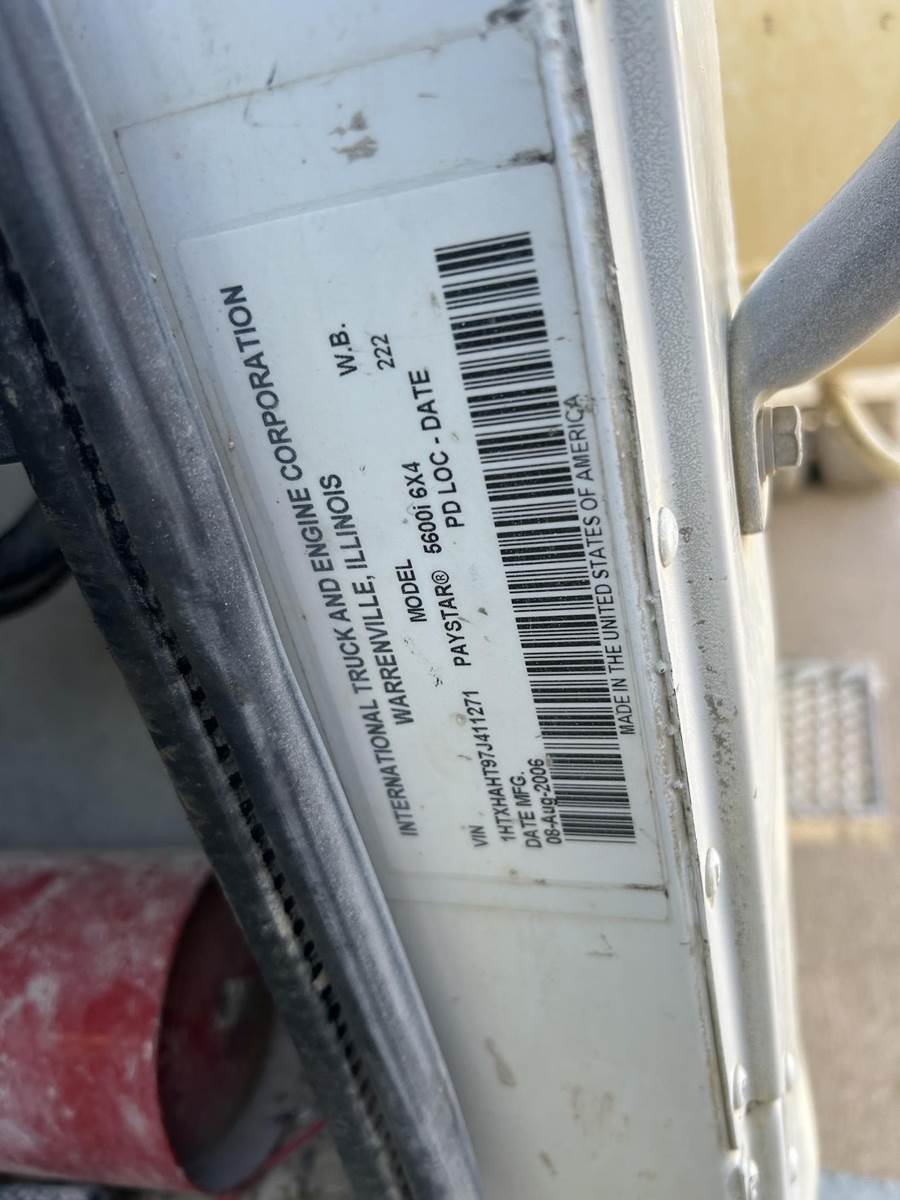 INTERNATIONAL TRUCK AND ENGINE CORPORATION
WARRENVILLE, ILLINOIS
MODEL W.B.
PAYSTAR® 5600i 6X4 222
VIN PD LOC - DATE
1HTXHAHT97J411271
DATE MFG.
08-Aug-2006
MADE IN THE UNITED STATES OF AMERICA